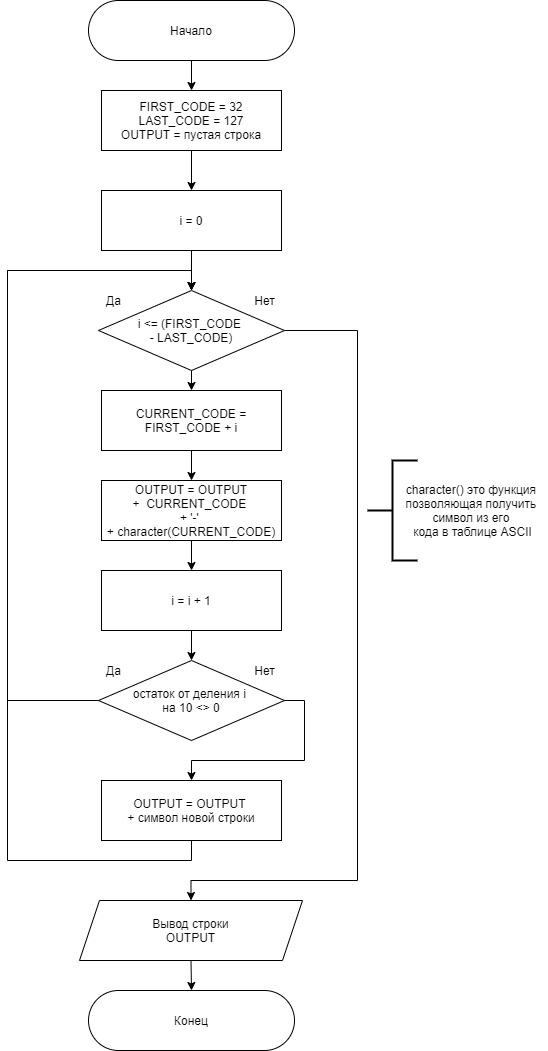 Начало
FIRST_CODE = 32
LAST_CODE = 127
OUTPUT = пустая строка
i = 0
Да
Нет
i <= (FIRST_CODE
- LAST_CODE)
CURRENT_CODE =
FIRST_CODE + i
OUTPUT = OUTPUT
+ CURRENT_CODE
+ '-'
+ character(CURRENT_CODE)
character() это функция
позволяющая получить
символ из его
кода в таблице ASCII
i = i + 1
Да
Нет
остаток от деления i
на 10 <> 0
OUTPUT = OUTPUT
+ символ новой строки
Вывод строки
OUTPUT
Конец